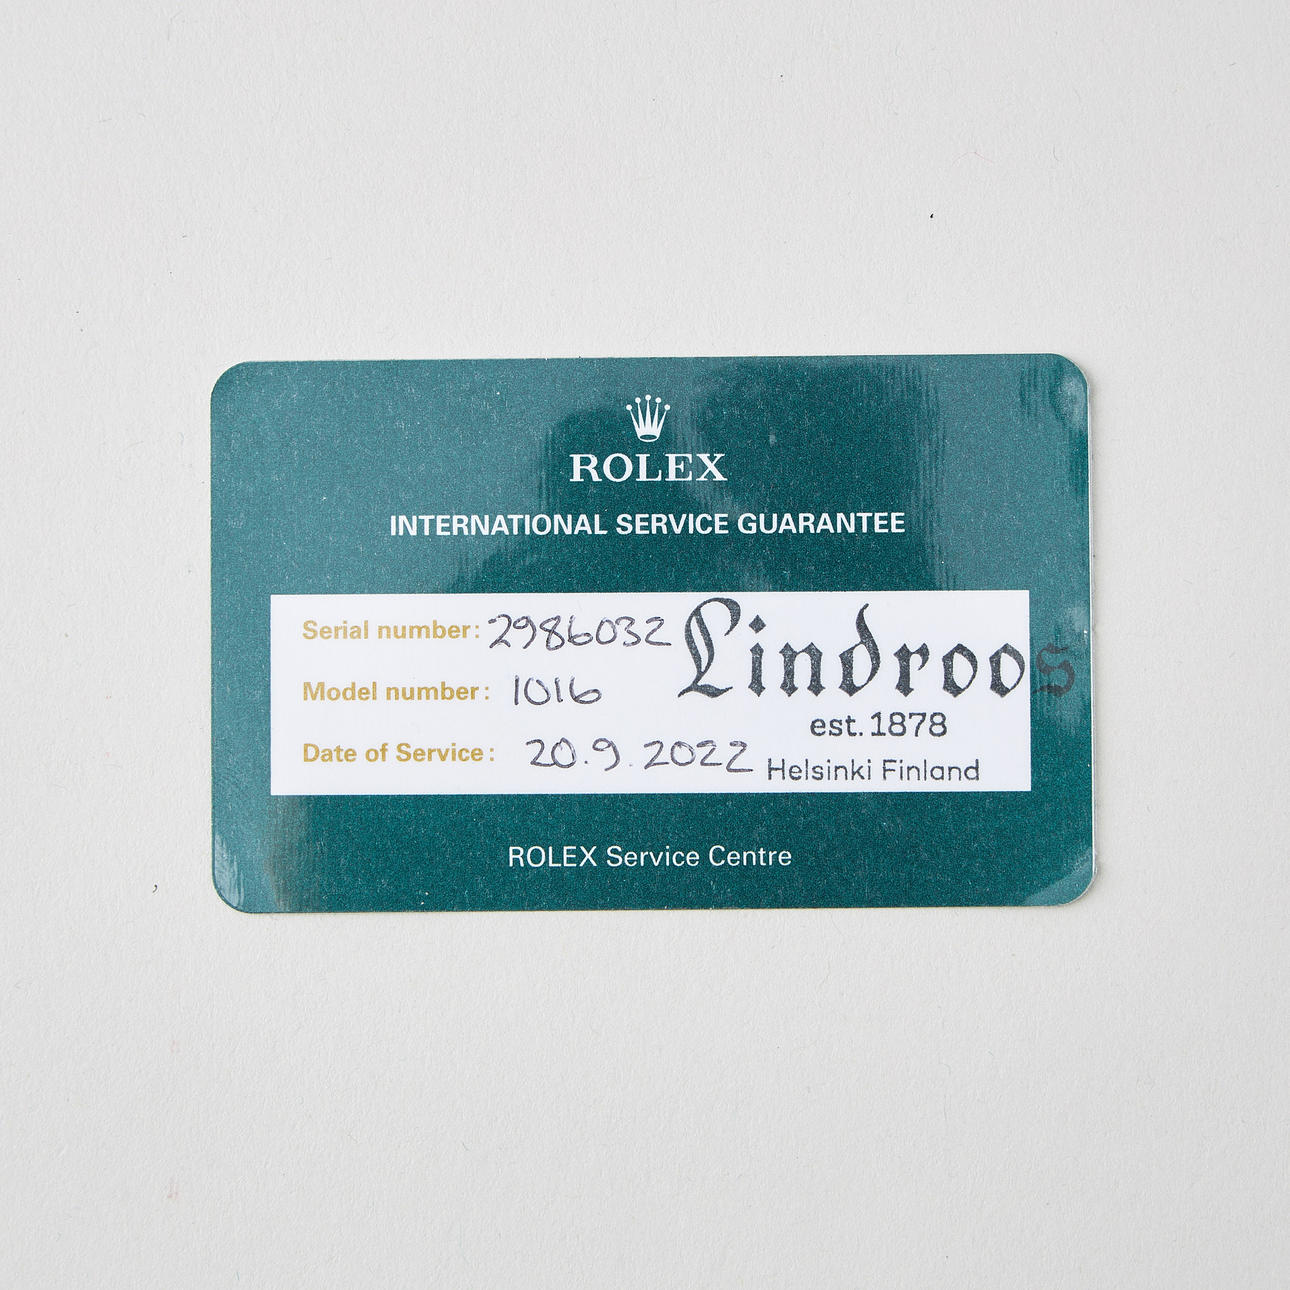 ROLEX
INTERNATIONAL SERVICE GUARANTEE
Serial number: 2986032
Lindroos
Model number: 1016
est. 1878
Date of Service: 20.9.2022
Helsinki Finland
ROLEX Service Centre